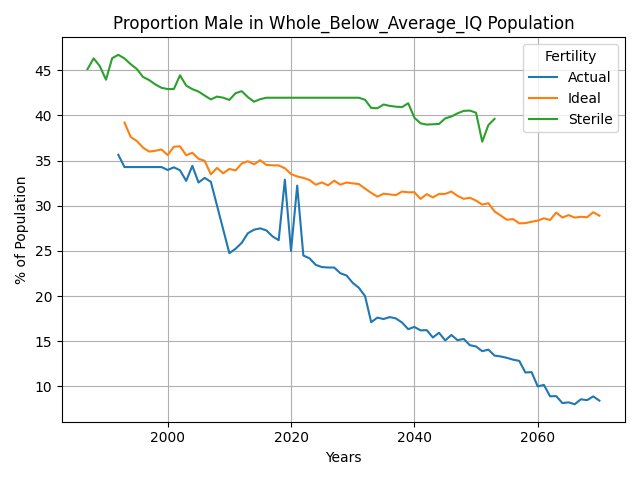 Proportion Male in Whole_Below_Average_IQ Population
Fertility
Actual
Ideal
Sterile
% of Population
45
40
35
30
25
20
15
10
2000
2020
2040
2060
Years